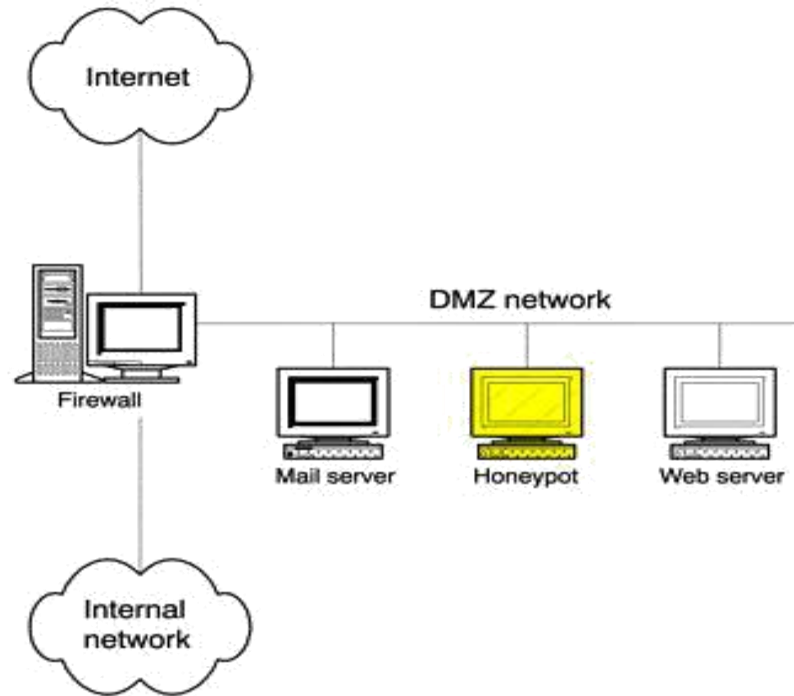 Internet
DMZ network
Firewall
Mail server
Honeypot
Web server
Internal
network